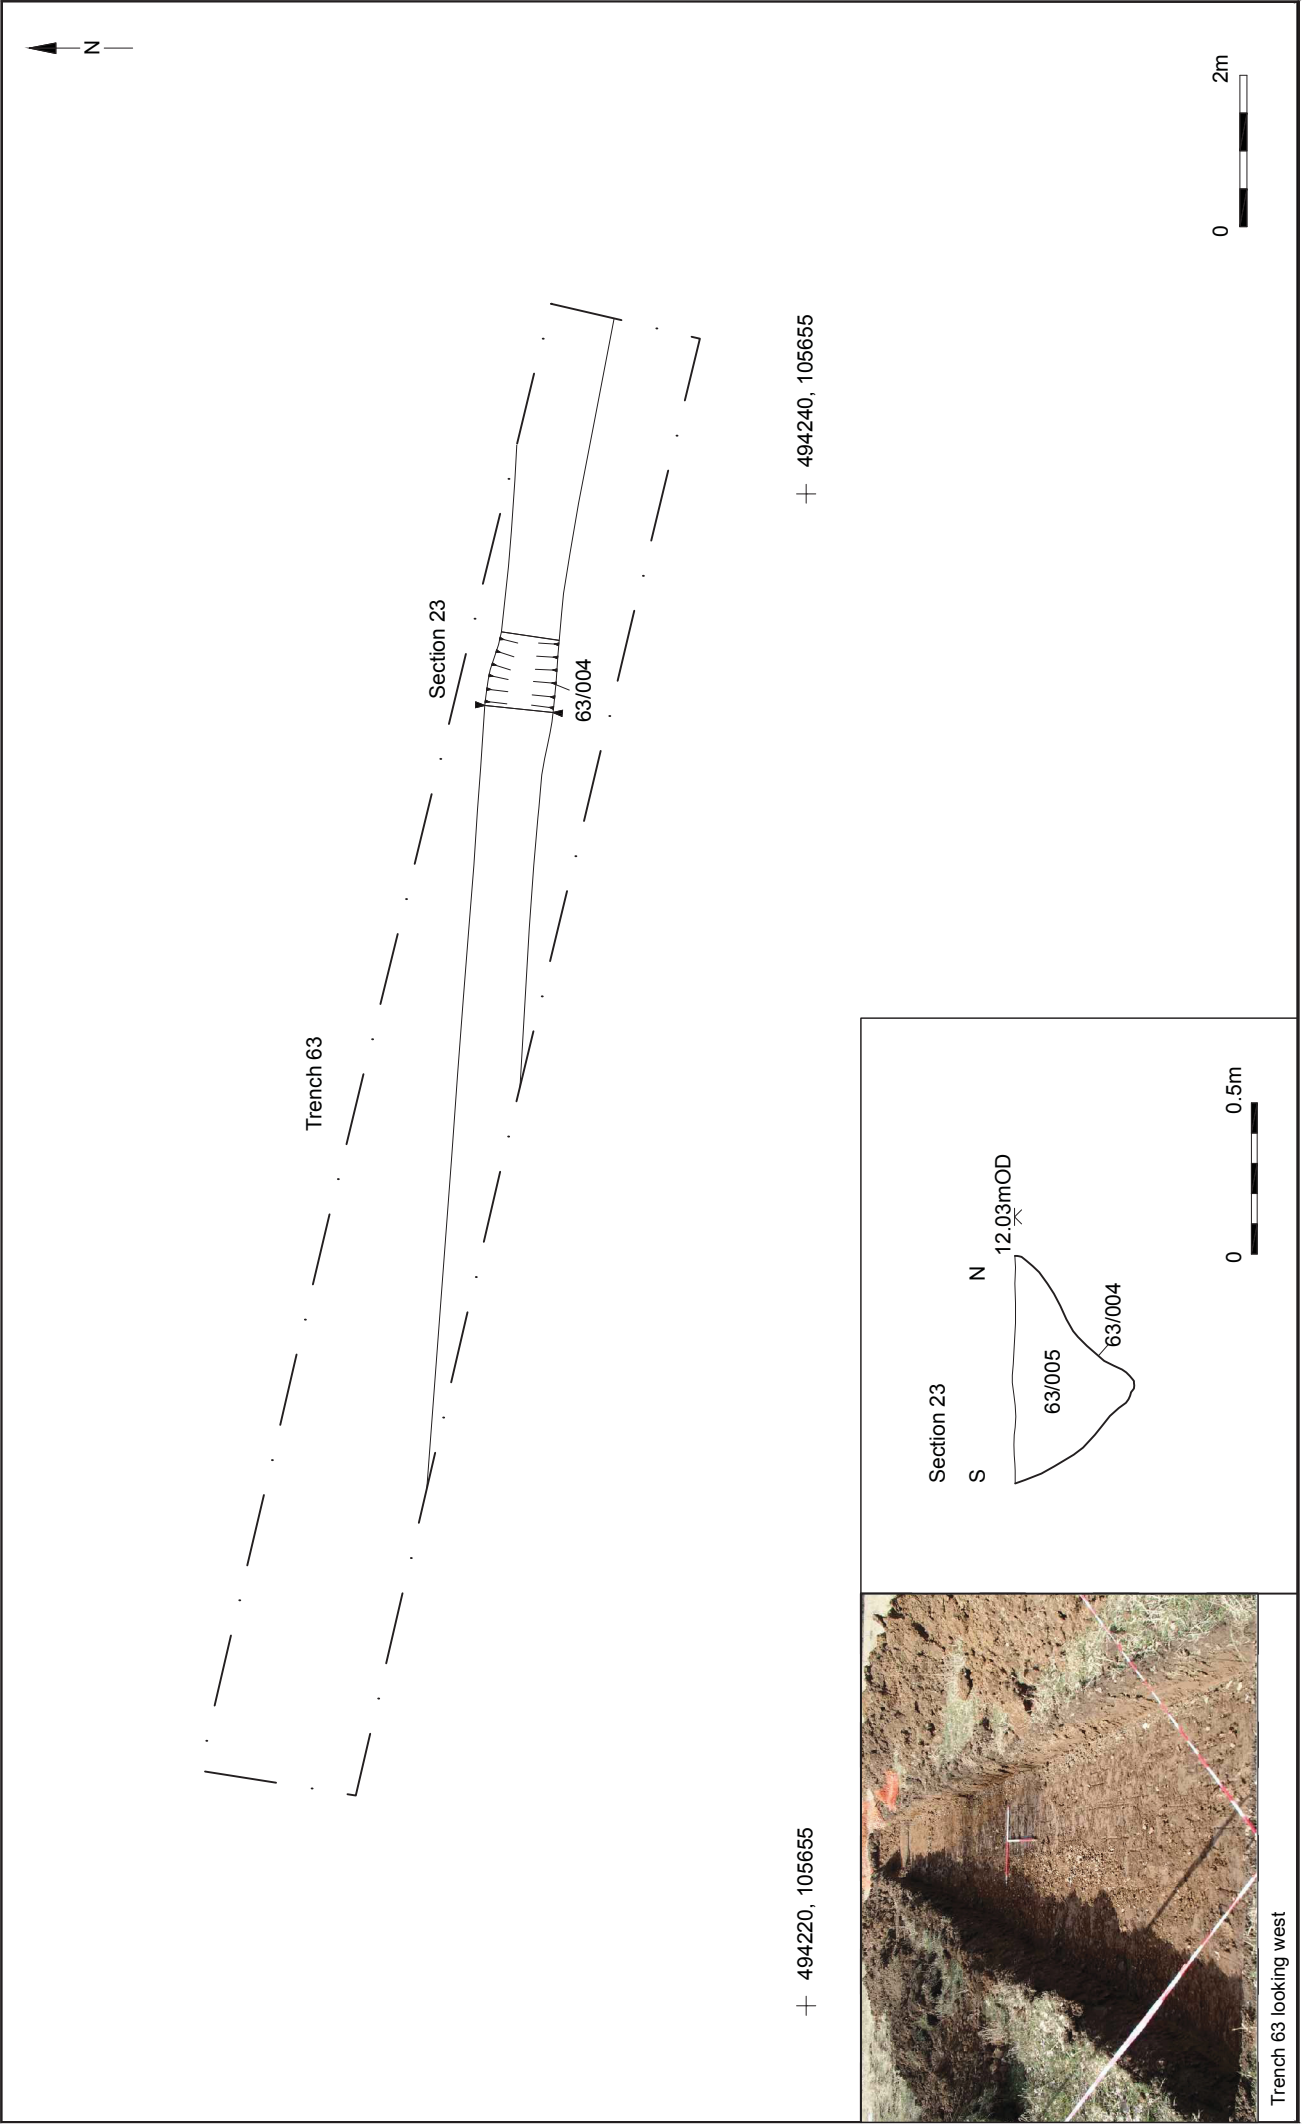 N
Trench 63
Section 23
63/004
494220, 105655
494240, 105655
0
2m
Section 23
S
N
12.03mOD
63/005
63/004
0
0.5m
Trench 63 looking west